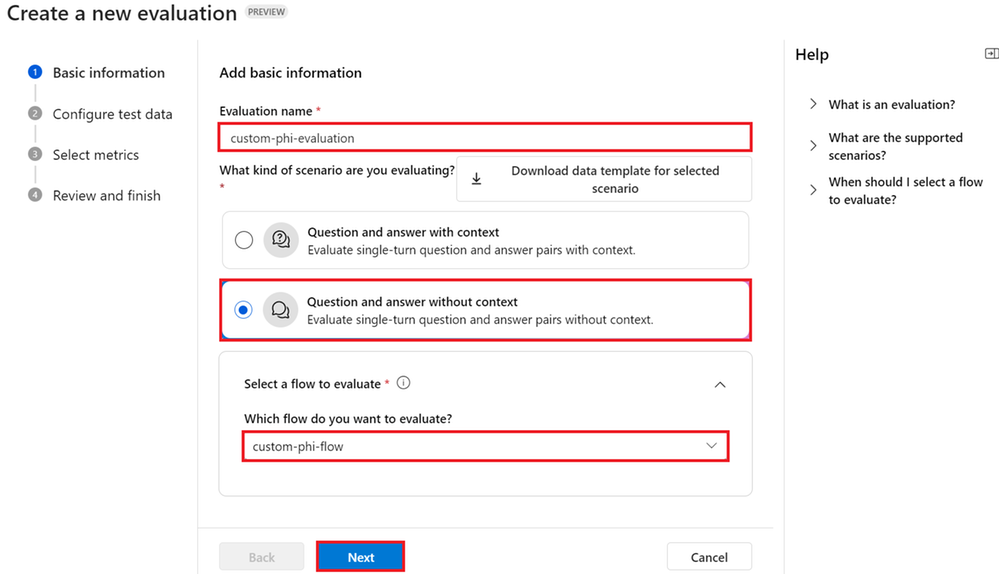 Create a new evaluation PREVIEW
1 Basic information
2 Configure test data
3 Select metrics
4 Review and finish
Add basic information
Evaluation name *
custom-phi-evaluation
What kind of scenario are you evaluating?
*
Download data template for selected
scenario
Question and answer with context
Evaluate single-turn question and answer pairs with context.
Question and answer without context
Evaluate single-turn question and answer pairs without context.
Select a flow to evaluate *
Which flow do you want to evaluate?
custom-phi-flow
Back
Next
Cancel
Help
What is an evaluation?
What are the supported
scenarios?
When should I select a flow
to evaluate?